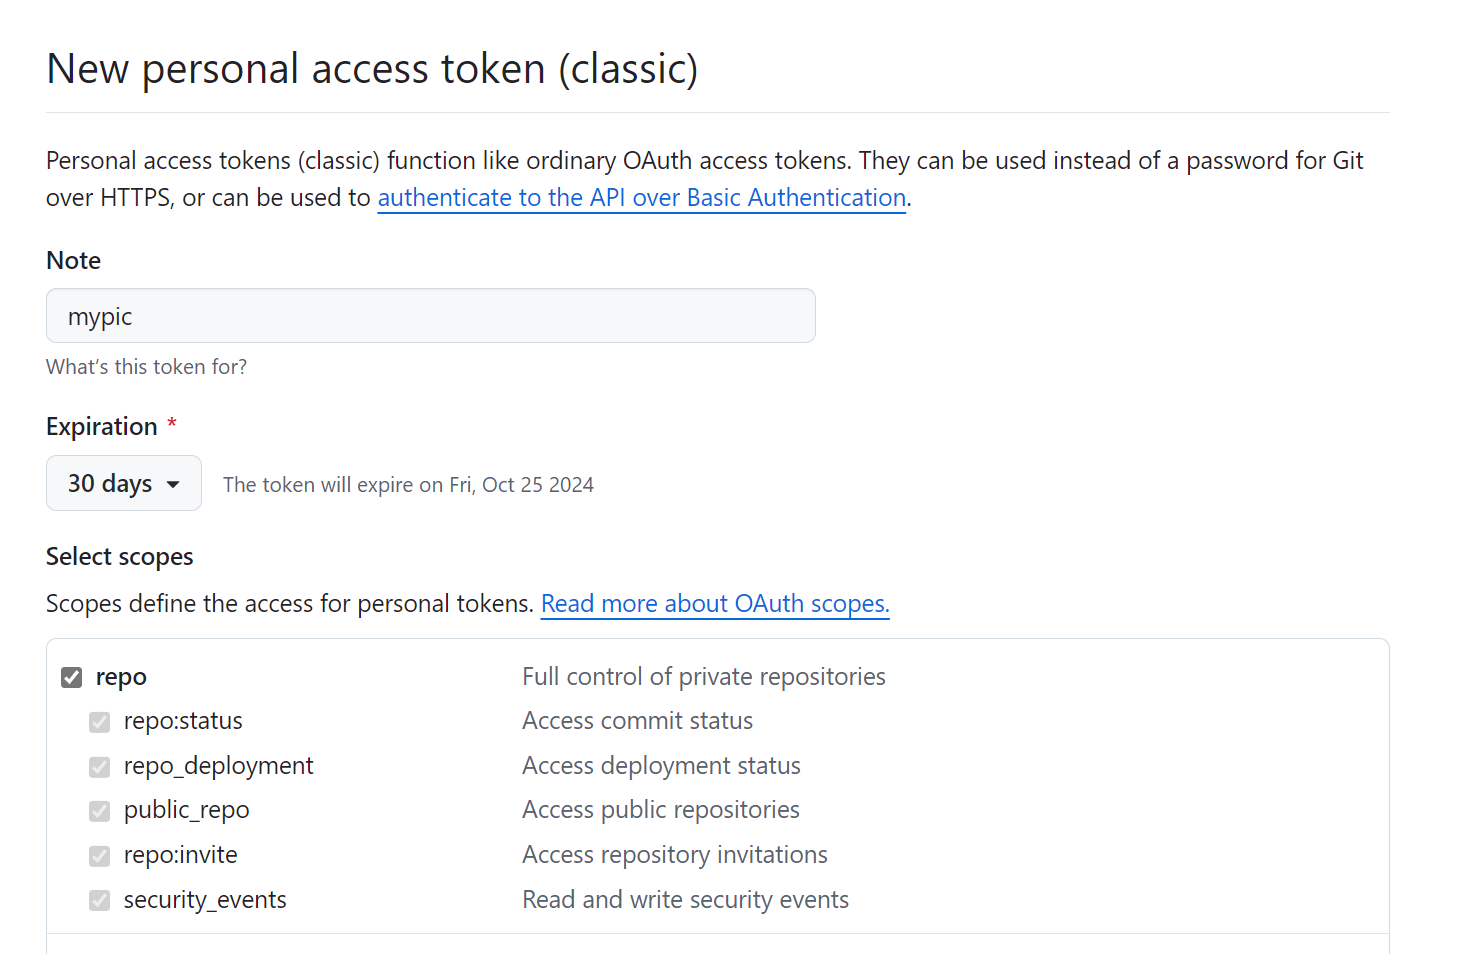 New personal access token (classic)
Personal access tokens (classic) function like ordinary OAuth access tokens. They can be used instead of a password for Git
over HTTPS, or can be used to authenticate to the API over Basic Authentication.
Note
mypic
What's this token for?
Expiration *
30 days The token will expire on Fri, Oct 25 2024
Select scopes
Scopes define the access for personal tokens. Read more about OAuth scopes.
repo Full control of private repositories
repo:status Access commit status
repo_deployment Access deployment status
public_repo Access public repositories
repo:invite Access repository invitations
security_events Read and write security events